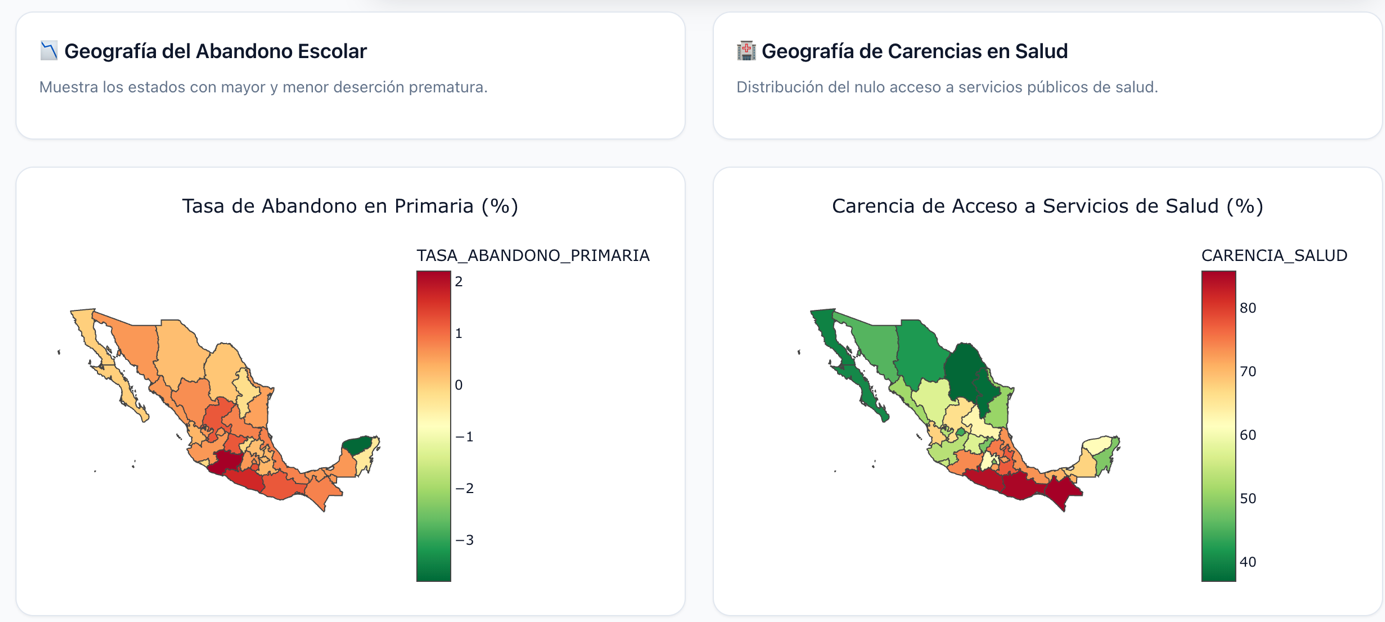 📉 Geografía del Abandono Escolar
Muestra los estados con mayor y menor deserción prematura.
🏥 Geografía de Carencias en Salud
Distribución del nulo acceso a servicios públicos de salud.
Tasa de Abandono en Primaria (%)
TASA_ABANDONO_PRIMARIA
2
1
0
−1
−2
−3
Carencia de Acceso a Servicios de Salud (%)
CARENCIA_SALUD
80
70
60
50
40